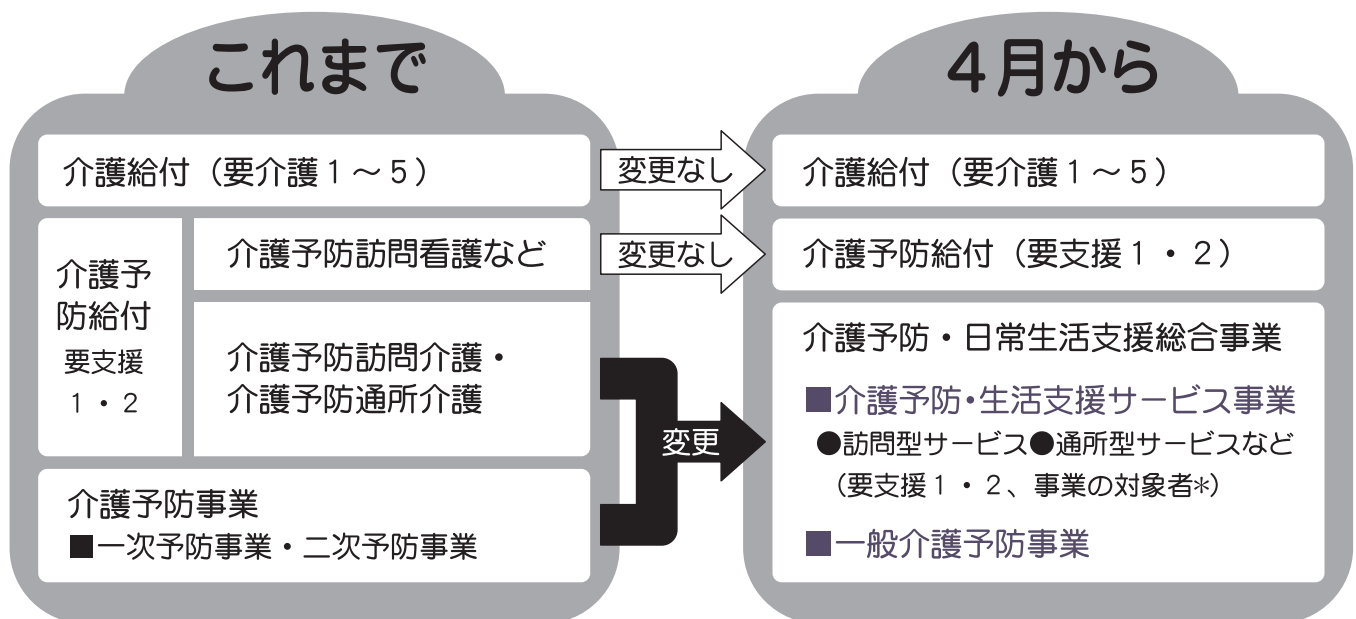 これまで
介護給付（要介護１～５）
介護予
防給付
要支援
１・２
介護予防訪問看護など
介護予防訪問介護・
介護予防通所介護
介護予防事業
■一次予防事業・二次予防事業
変更なし
変更なし
変更
４月から
介護給付（要介護１～５）
介護予防給付（要支援１・２）
介護予防・日常生活支援総合事業
■介護予防・生活支援サービス事業
●訪問型サービス●通所型サービスなど
（要支援１・２、事業の対象者*）
■一般介護予防事業